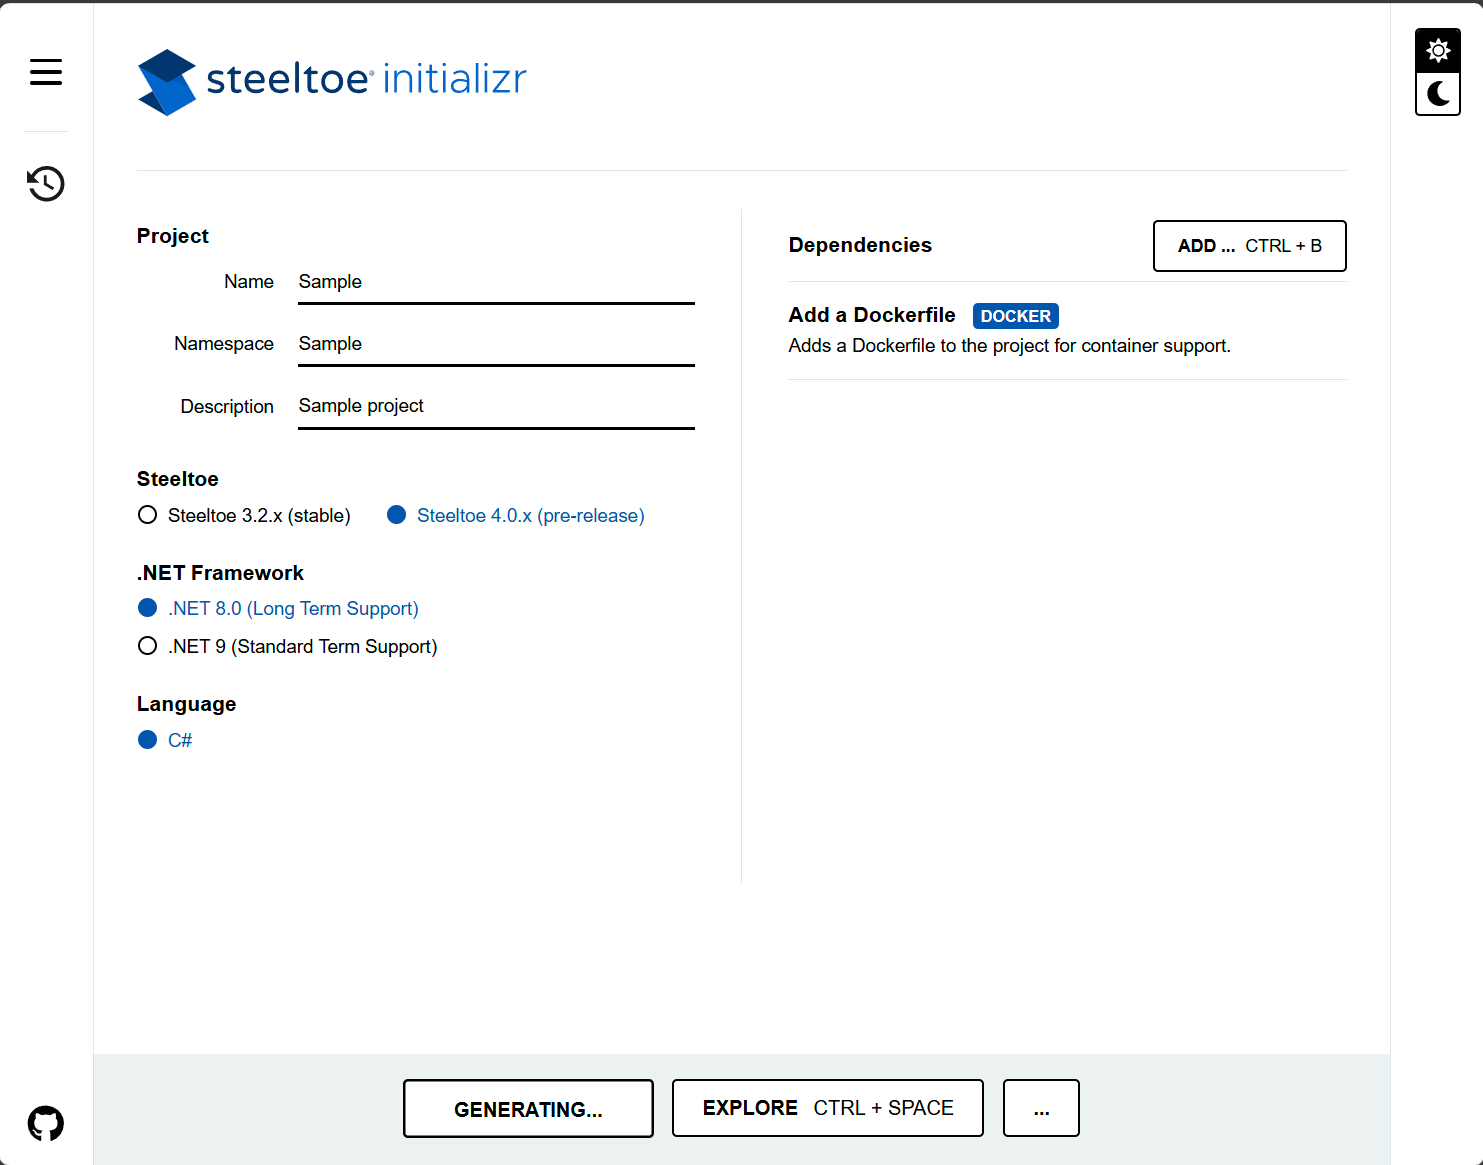 steeltoe® initializr
Project
Name Sample
Namespace Sample
Description Sample project
Steeltoe
Steeltoe 3.2.x (stable) Steeltoe 4.0.x (pre-release)
.NET Framework
.NET 8.0 (Long Term Support)
.NET 9 (Standard Term Support)
Language
C#
Dependencies ADD ... CTRL + B
Add a Dockerfile DOCKER
Adds a Dockerfile to the project for container support.
GENERATING... EXPLORE CTRL + SPACE ...